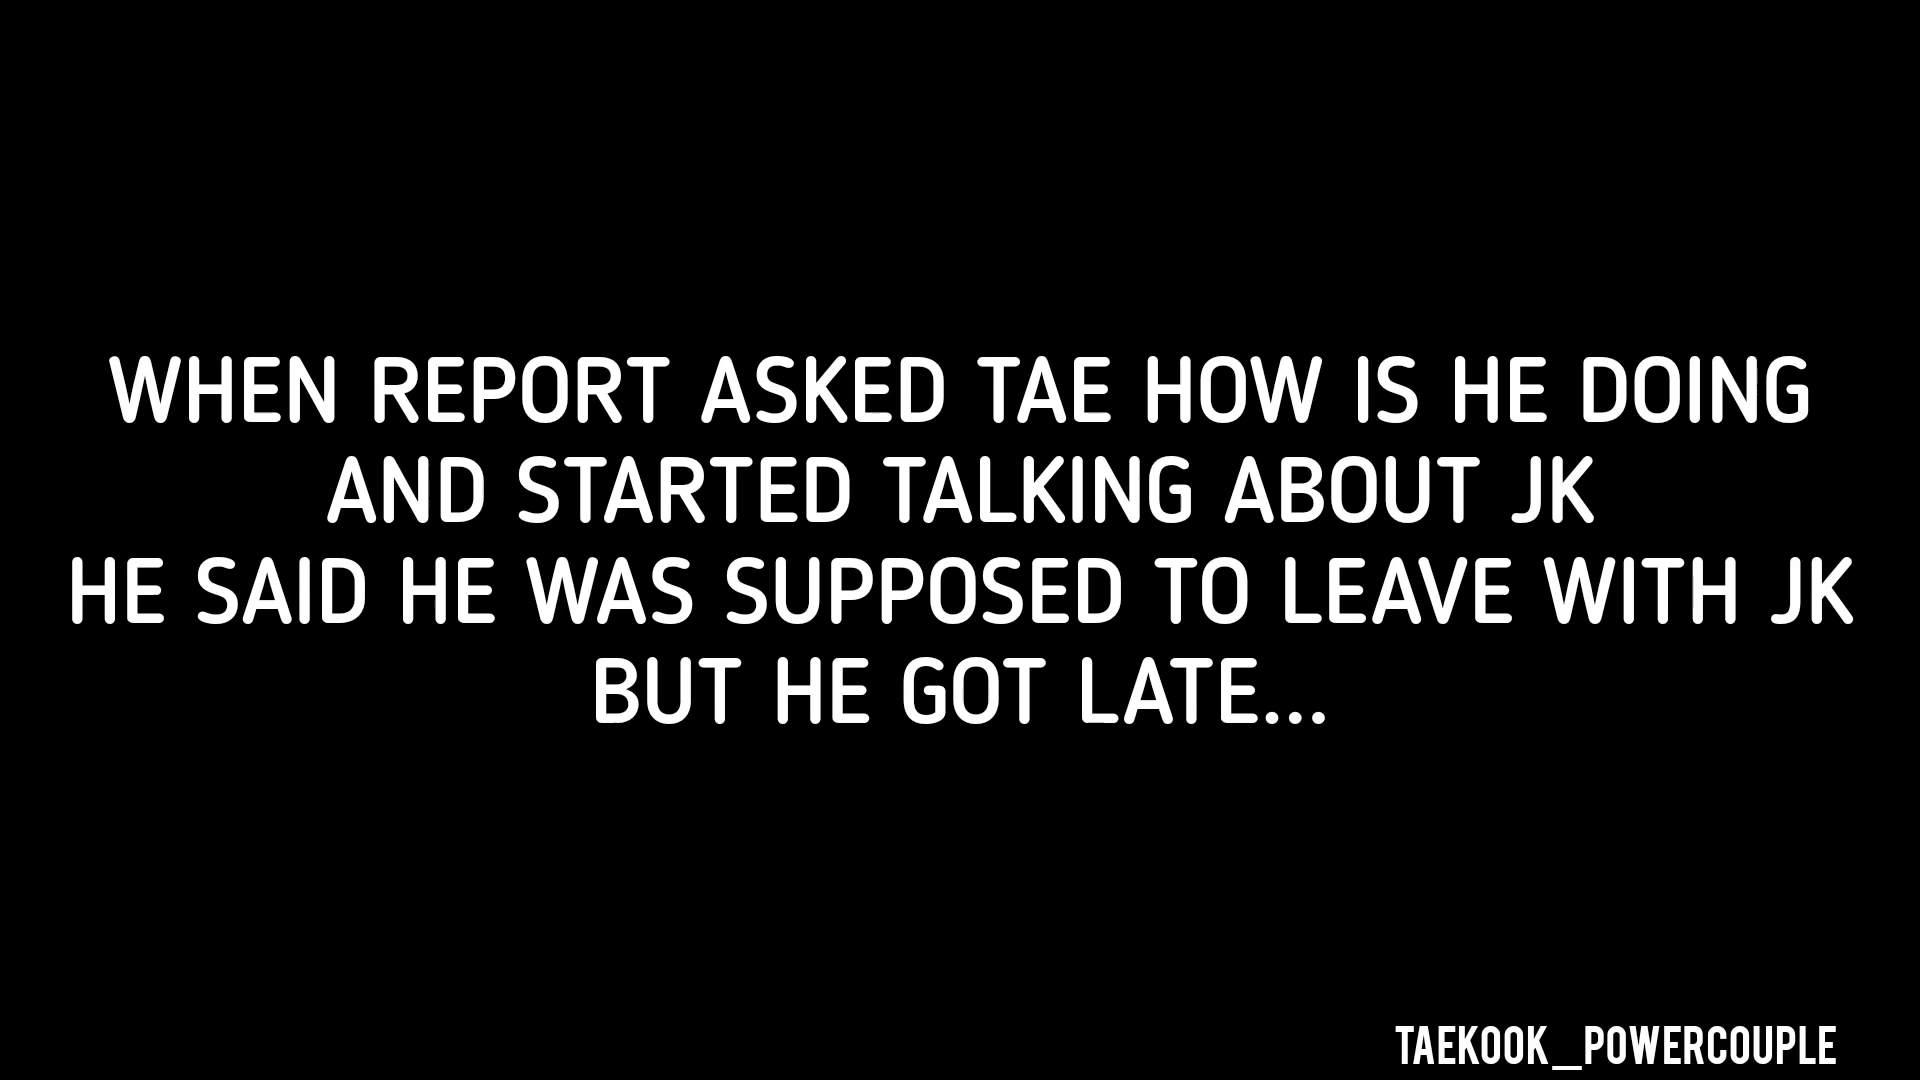 WHEN REPORT ASKED TAE HOW IS HE DOING
AND STARTED TALKING ABOUT JK
HE SAID HE WAS SUPPOSED TO LEAVE WITH JK
BUT HE GOT LATE...
TAEKOOK_POWERCOUPLE